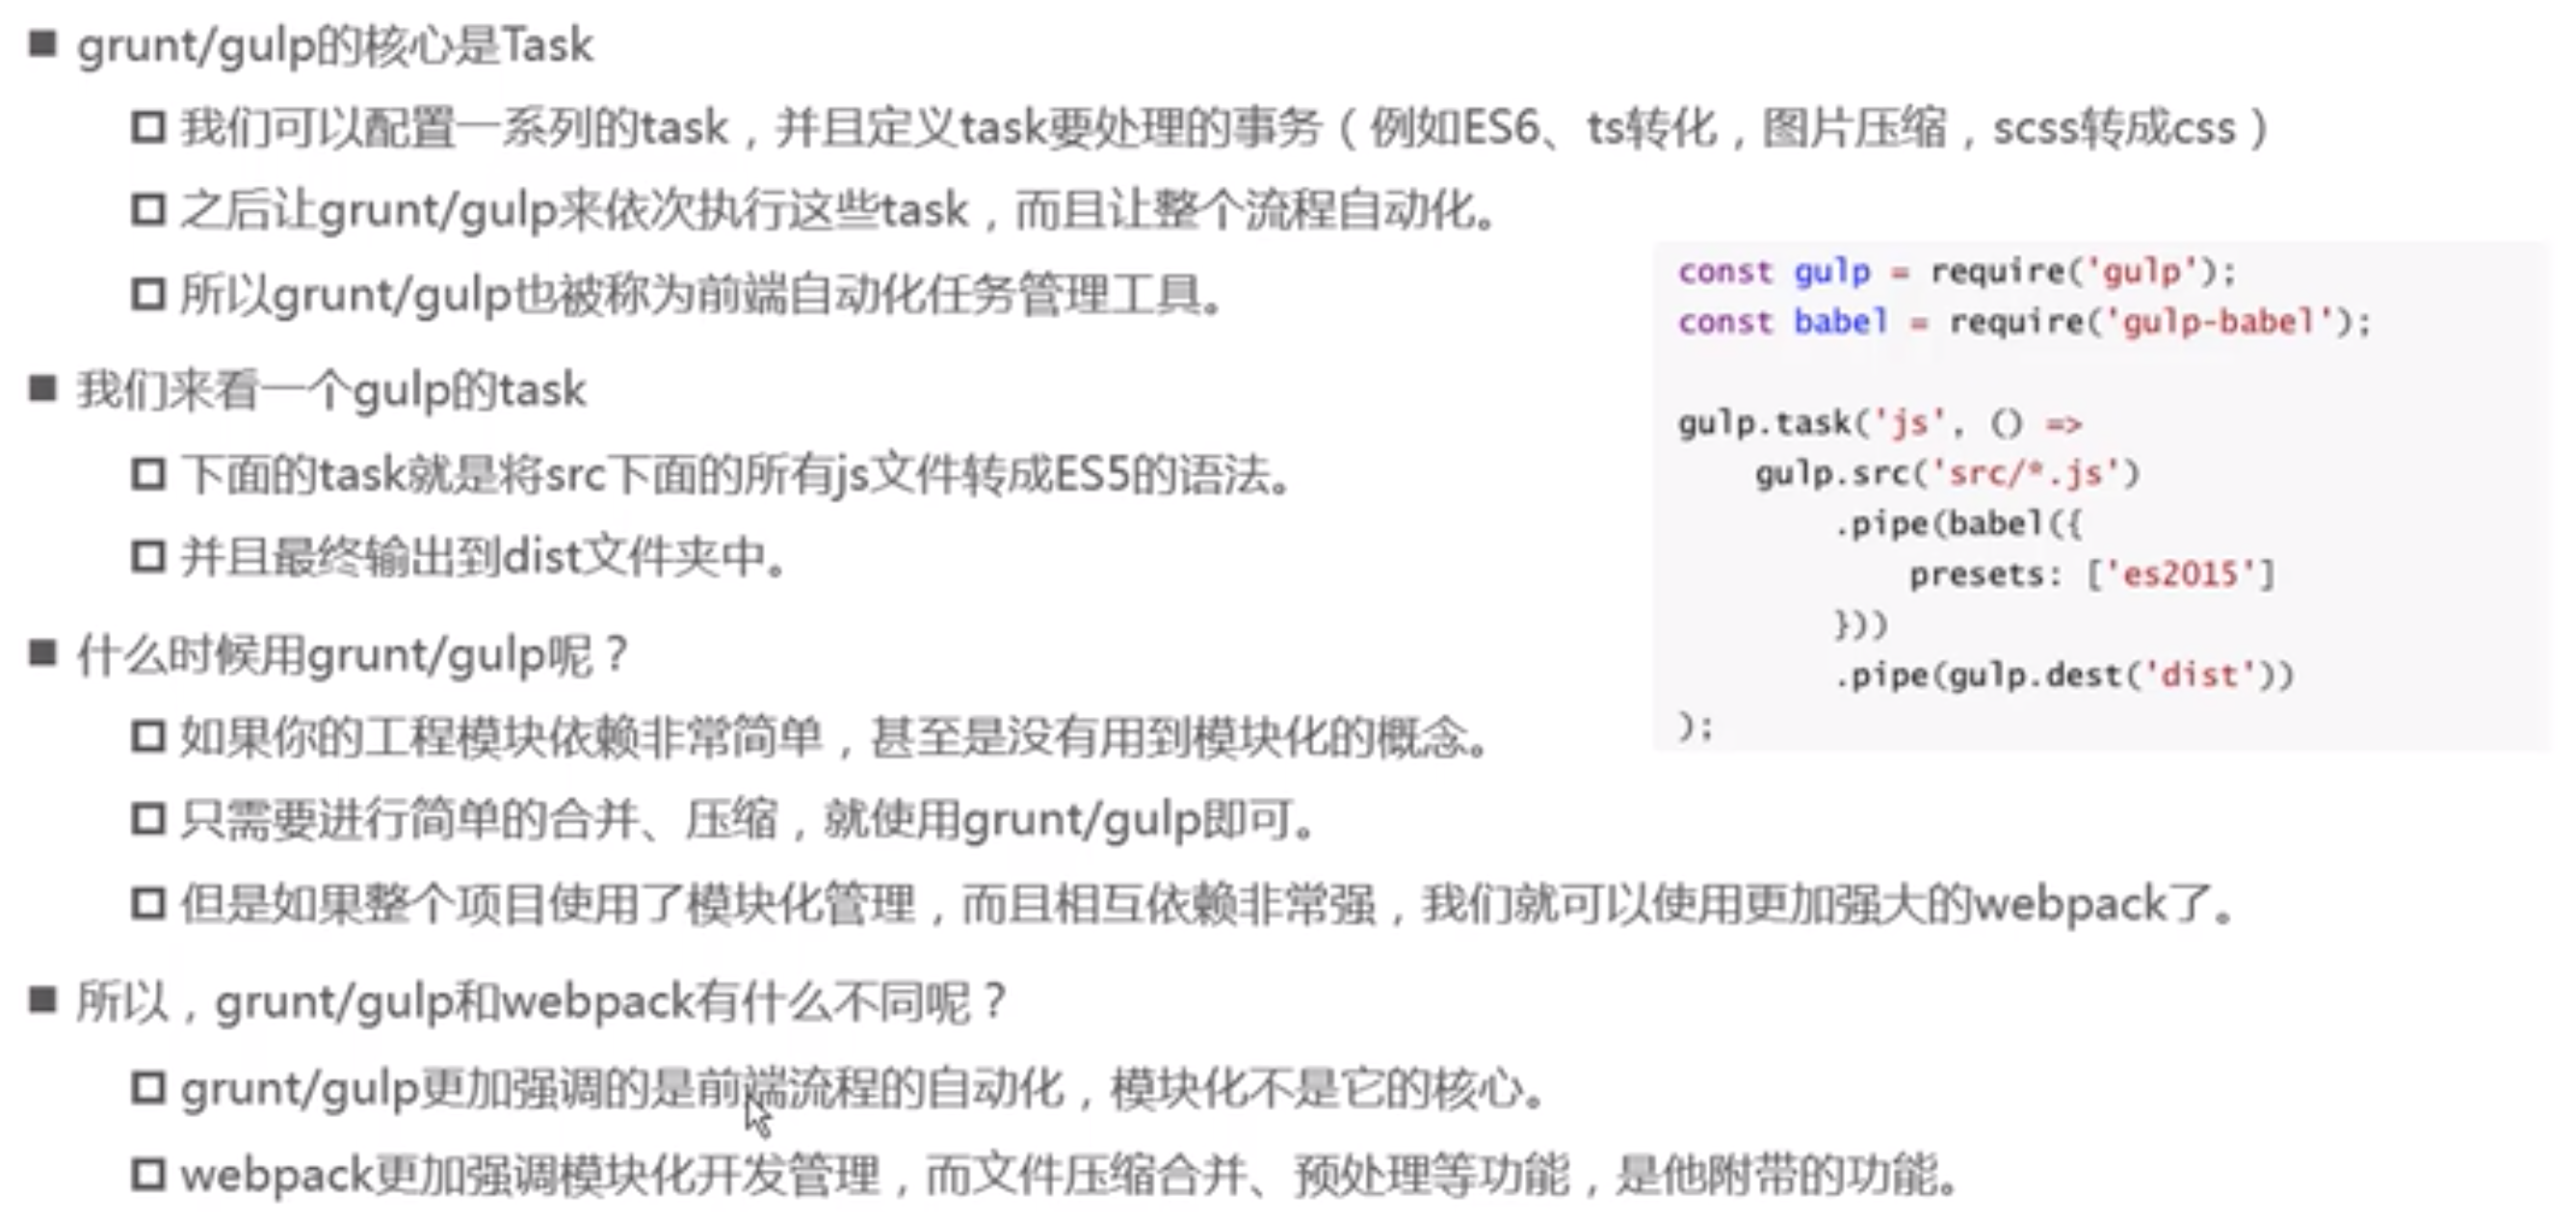 grunt/gulp的核心是Task
我们可以配置一系列的task，并且定义task要处理的事务（例如ES6、ts转化，图片压缩，scss转成css）
之后让grunt/gulp来依次执行这些task，而且让整个流程自动化。
所以grunt/gulp也被称为前端自动化任务管理工具。
我们来看一个gulp的task
下面的task就是将src下面的所有js文件转成ES5的语法。
并且最终输出到dist文件夹中。
什么时候用grunt/gulp呢？
如果你的工程模块依赖非常简单，甚至是没有用到模块化的概念。
只需要进行简单的合并、压缩，就使用grunt/gulp即可。
但是如果整个项目使用了模块化管理，而且相互依赖非常强，我们就可以使用更加强大的webpack了。
所以，grunt/gulp和webpack有什么不同呢？
grunt/gulp更加强调的是前端流程的自动化，模块化不是它的核心。
webpack更加强调模块化开发管理，而文件压缩合并、预处理等功能，是他附带的功能。
const gulp = require('gulp');
const babel = require('gulp-babel');
gulp.task('js', () =>
gulp.src('src/*.js')
.pipe(babel({
presets: ['es2015']
}))
.pipe(gulp.dest('dist'))
);